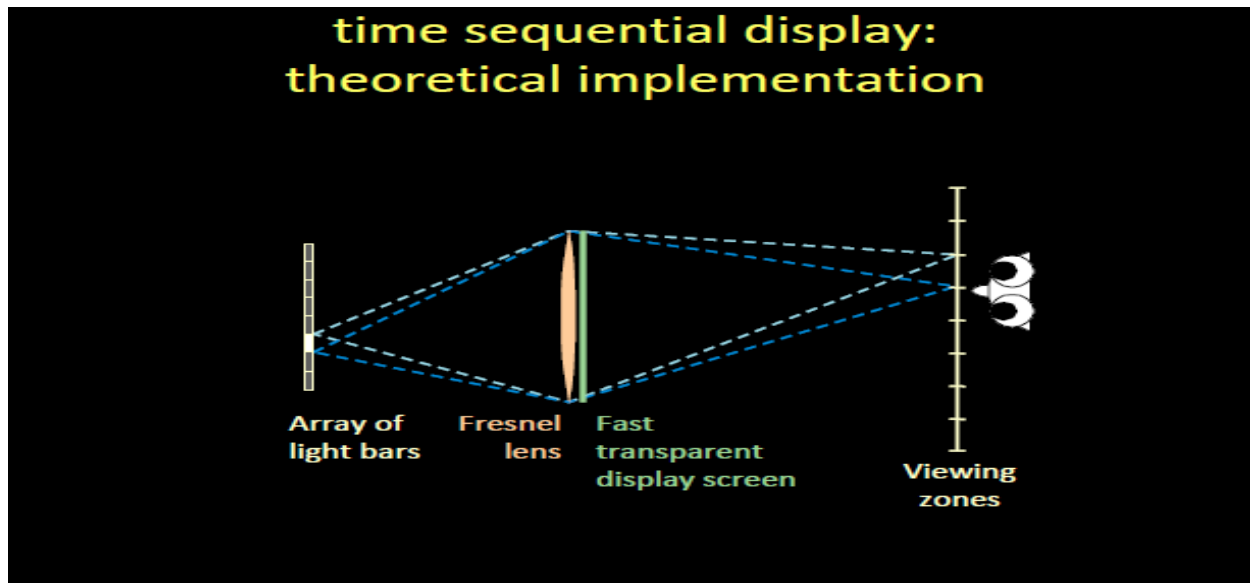 time sequential display:
theoretical implementation
Array of
light bars
Fresnel
lens
Fast
transparent
display screen
Viewing
zones